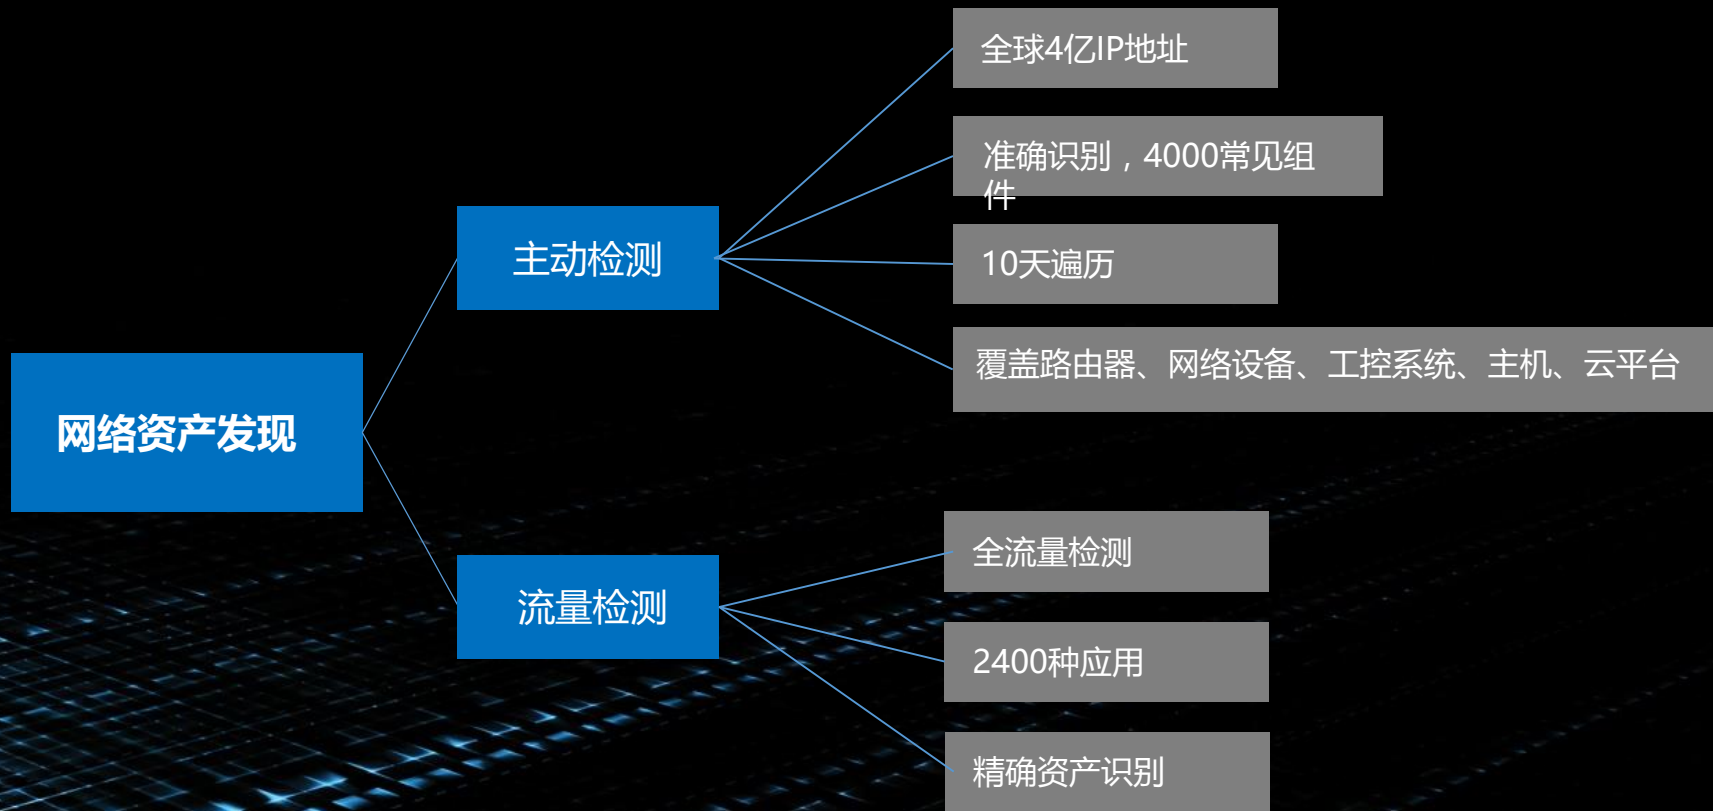 网络资产发现
主动检测
全球4亿IP地址
准确识别，4000常见组
件
10天遍历
覆盖路由器、网络设备、工控系统、主机、云平台
流量检测
全流量检测
2400种应用
精确资产识别